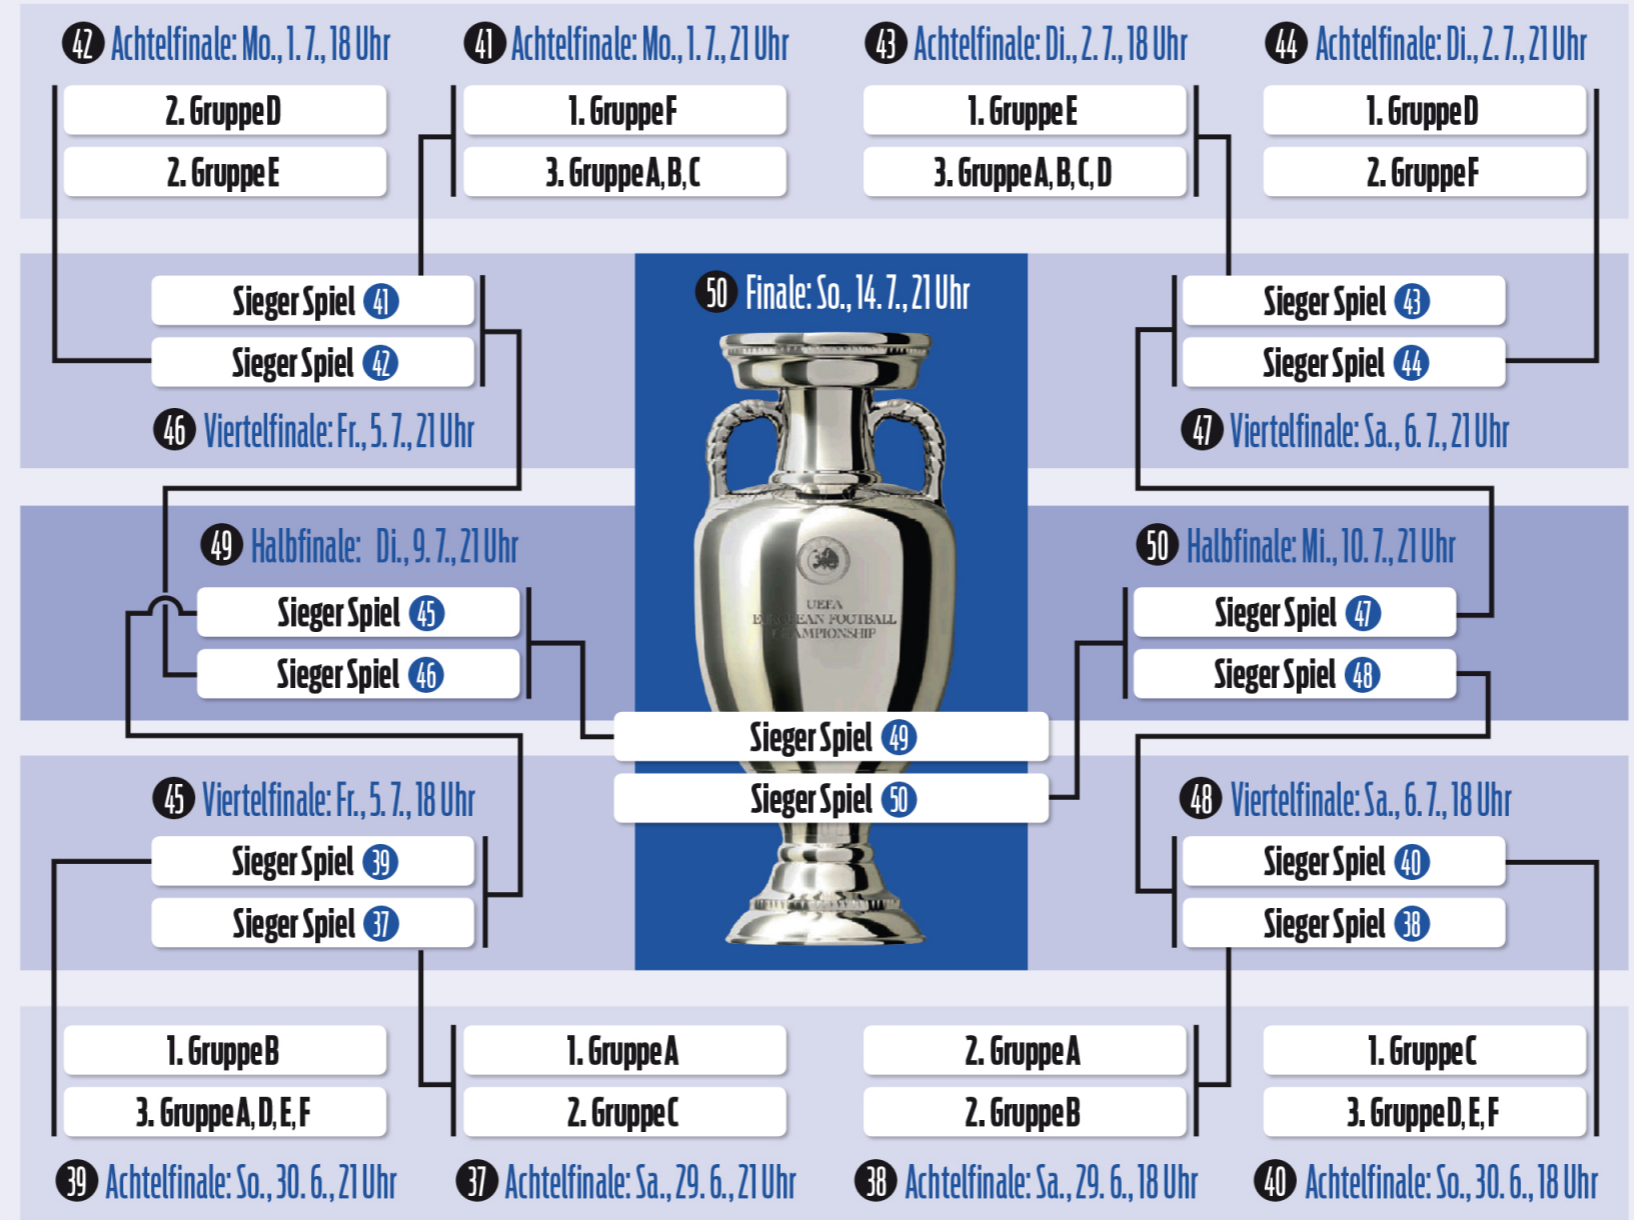 42 Achtelfinale: Mo., 1. 7., 18 Uhr
2. Gruppe D
2. Gruppe E
41 Achtelfinale: Mo., 1. 7., 21 Uhr
1. Gruppe F
3. Gruppe A, B, C
43 Achtelfinale: Di., 2. 7., 18 Uhr
1. Gruppe E
3. Gruppe A, B, C, D
44 Achtelfinale: Di., 2. 7., 21 Uhr
1. Gruppe D
2. Gruppe F
Sieger Spiel 41
Sieger Spiel 42
46 Viertelfinale: Fr., 5. 7., 21 Uhr
50 Finale: So., 14. 7., 21 Uhr
Sieger Spiel 43
Sieger Spiel 44
47 Viertelfinale: Sa., 6. 7., 21 Uhr
49 Halbfinale: Di., 9. 7., 21 Uhr
Sieger Spiel 45
Sieger Spiel 46
UEFA
EUROPEAN FOOTBALL
CHAMPIONSHIP
50 Halbfinale: Mi., 10. 7., 21 Uhr
Sieger Spiel 47
Sieger Spiel 48
Sieger Spiel 49
Sieger Spiel 50
45 Viertelfinale: Fr., 5. 7., 18 Uhr
Sieger Spiel 39
Sieger Spiel 37
48 Viertelfinale: Sa., 6. 7., 18 Uhr
Sieger Spiel 40
Sieger Spiel 38
1. Gruppe B
3. Gruppe A, D, E, F
39 Achtelfinale: So., 30. 6., 21 Uhr
1. Gruppe A
2. Gruppe C
37 Achtelfinale: Sa., 29. 6., 21 Uhr
2. Gruppe A
2. Gruppe B
38 Achtelfinale: Sa., 29. 6., 18 Uhr
1. Gruppe C
3. Gruppe D, E, F
40 Achtelfinale: So., 30. 6., 18 Uhr